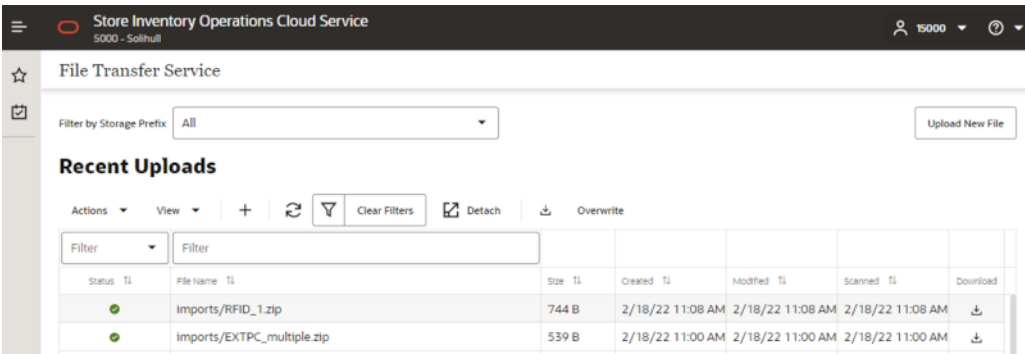 Store Inventory Operations Cloud Service
5000 - Solihull
15000
File Transfer Service
Filter by Storage Prefix All
Upload New File
Recent Uploads
Actions View Clear Filters Detach Overwrite
Filter Filter
Status File Name Size Created Modified Scanned Download
imports/RFID_1.zip 744 B 2/18/22 11:08 AM 2/18/22 11:08 AM 2/18/22 11:08 AM
imports/EXTPC_multiple.zip 539 B 2/18/22 11:00 AM 2/18/22 11:00 AM 2/18/22 11:00 AM